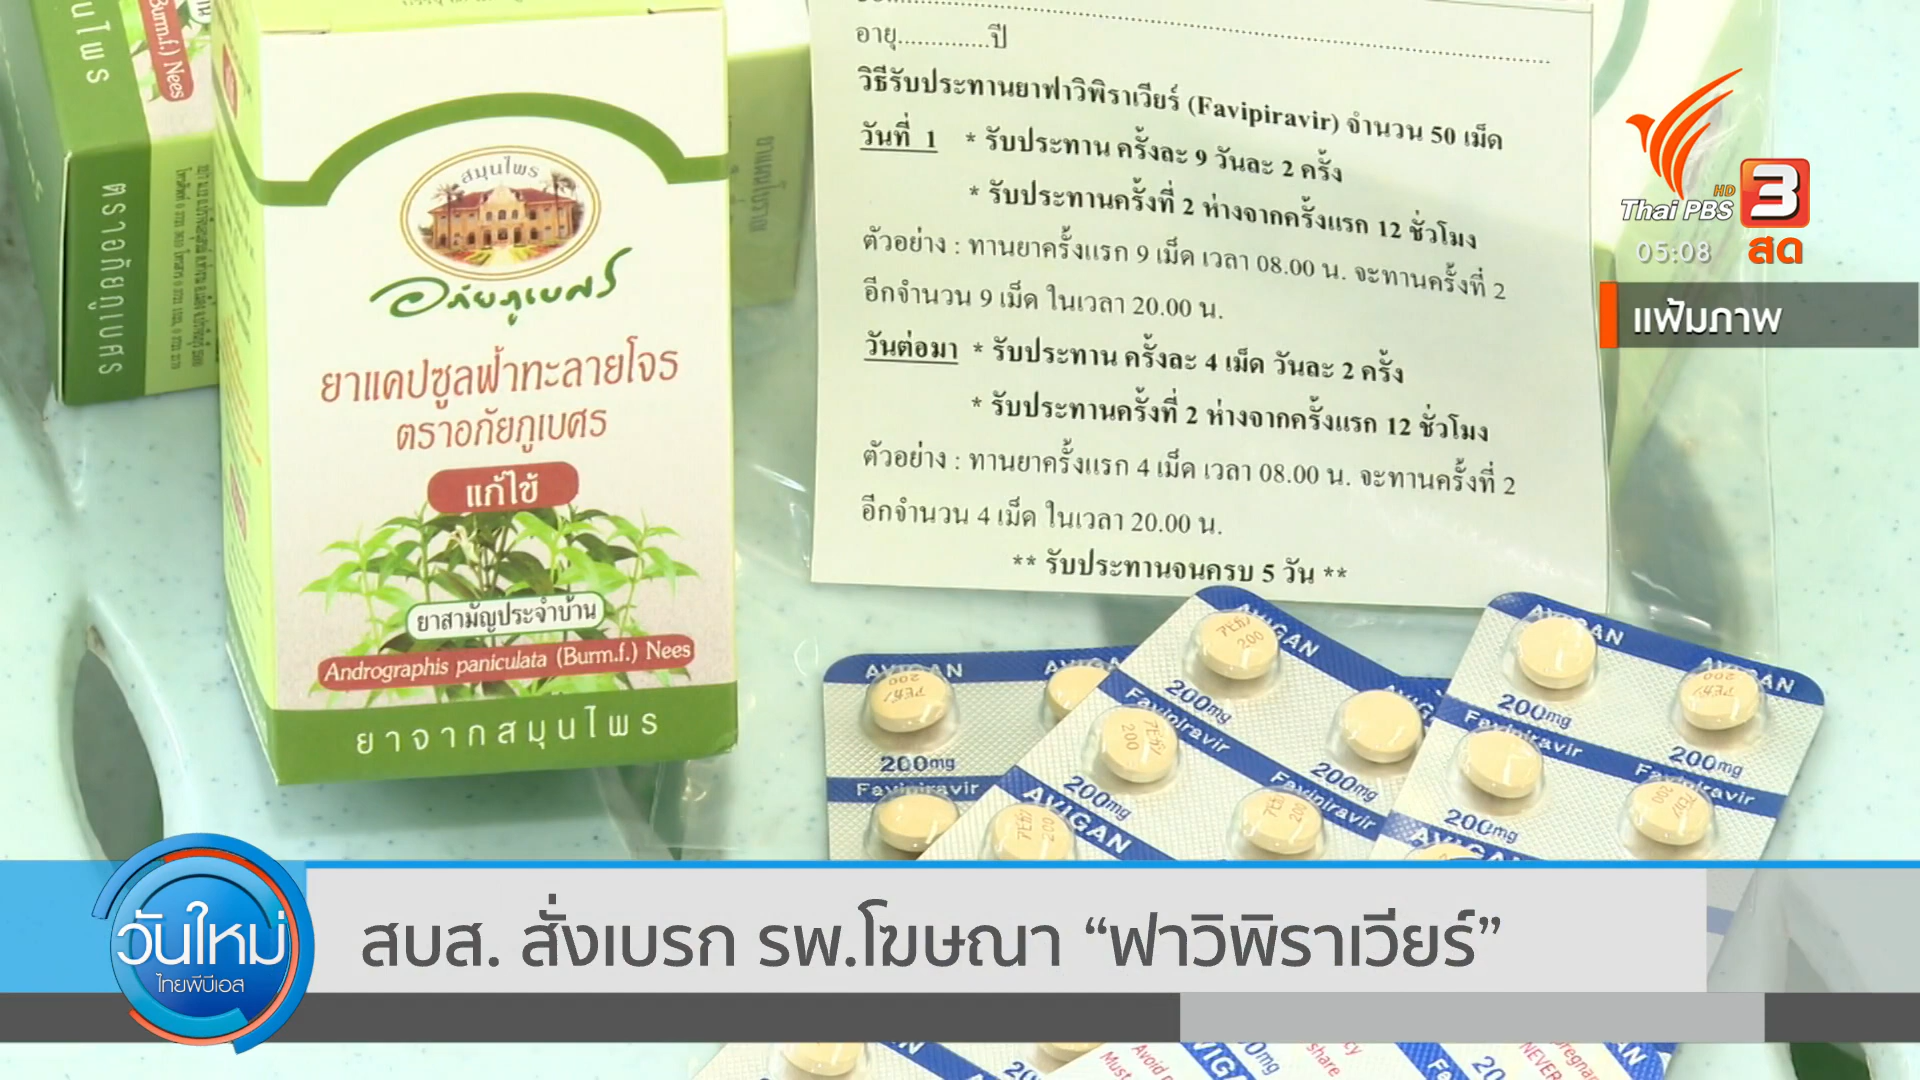 อายุ.............ปี
วิธีรับประทานยาฟาวิพิราเวียร์ (Favipiravir) จำนวน 50 เม็ด
วันที่ 1 * รับประทาน ครั้งละ 9 วันละ 2 ครั้ง
* รับประทานครั้งที่ 2 ห่างจากครั้งแรก 12 ชั่วโมง
ตัวอย่าง : ทานยาครั้งแรก 9 เม็ด เวลา 08.00 น. จะทานครั้งที่ 2
อีกจำนวน 9 เม็ด ในเวลา 20.00 น.
วันต่อมา * รับประทาน ครั้งละ 4 เม็ด วันละ 2 ครั้ง
* รับประทานครั้งที่ 2 ห่างจากครั้งแรก 12 ชั่วโมง
ตัวอย่าง : ทานยาครั้งแรก 4 เม็ด เวลา 08.00 น. จะทานครั้งที่ 2
อีกจำนวน 4 เม็ด ในเวลา 20.00 น.
** รับประทานจนครบ 5 วัน **
สมุนไพร
อภัยภูเบศร
ยาแคปซูลฟ้าทะลายโจร
ตราอภัยภูเบศร
แก้ไข้
ยาสามัญประจำบ้าน
Andrographis paniculata (Burm.f.) Nees
ยาจากสมุนไพร
(Burm.f.) Nees
ตราอภัยภูเบศร
Thai PBS HD 3
05:08 สด
แฟ้มภาพ
AVIGAN
200mg
Favipiravir
AVIGAN
200mg
Favipiravir
200mg
Favipiravir
AVIGAN
AVIGAN
200mg
Favipiravir
200mg
Favipiravir
200mg
วันใหม่
ไทยพีบีเอส
สบส. สั่งเบรก รพ.โฆษณา “ฟาวิพิราเวียร์”
Avoid
Must
share
NEVER